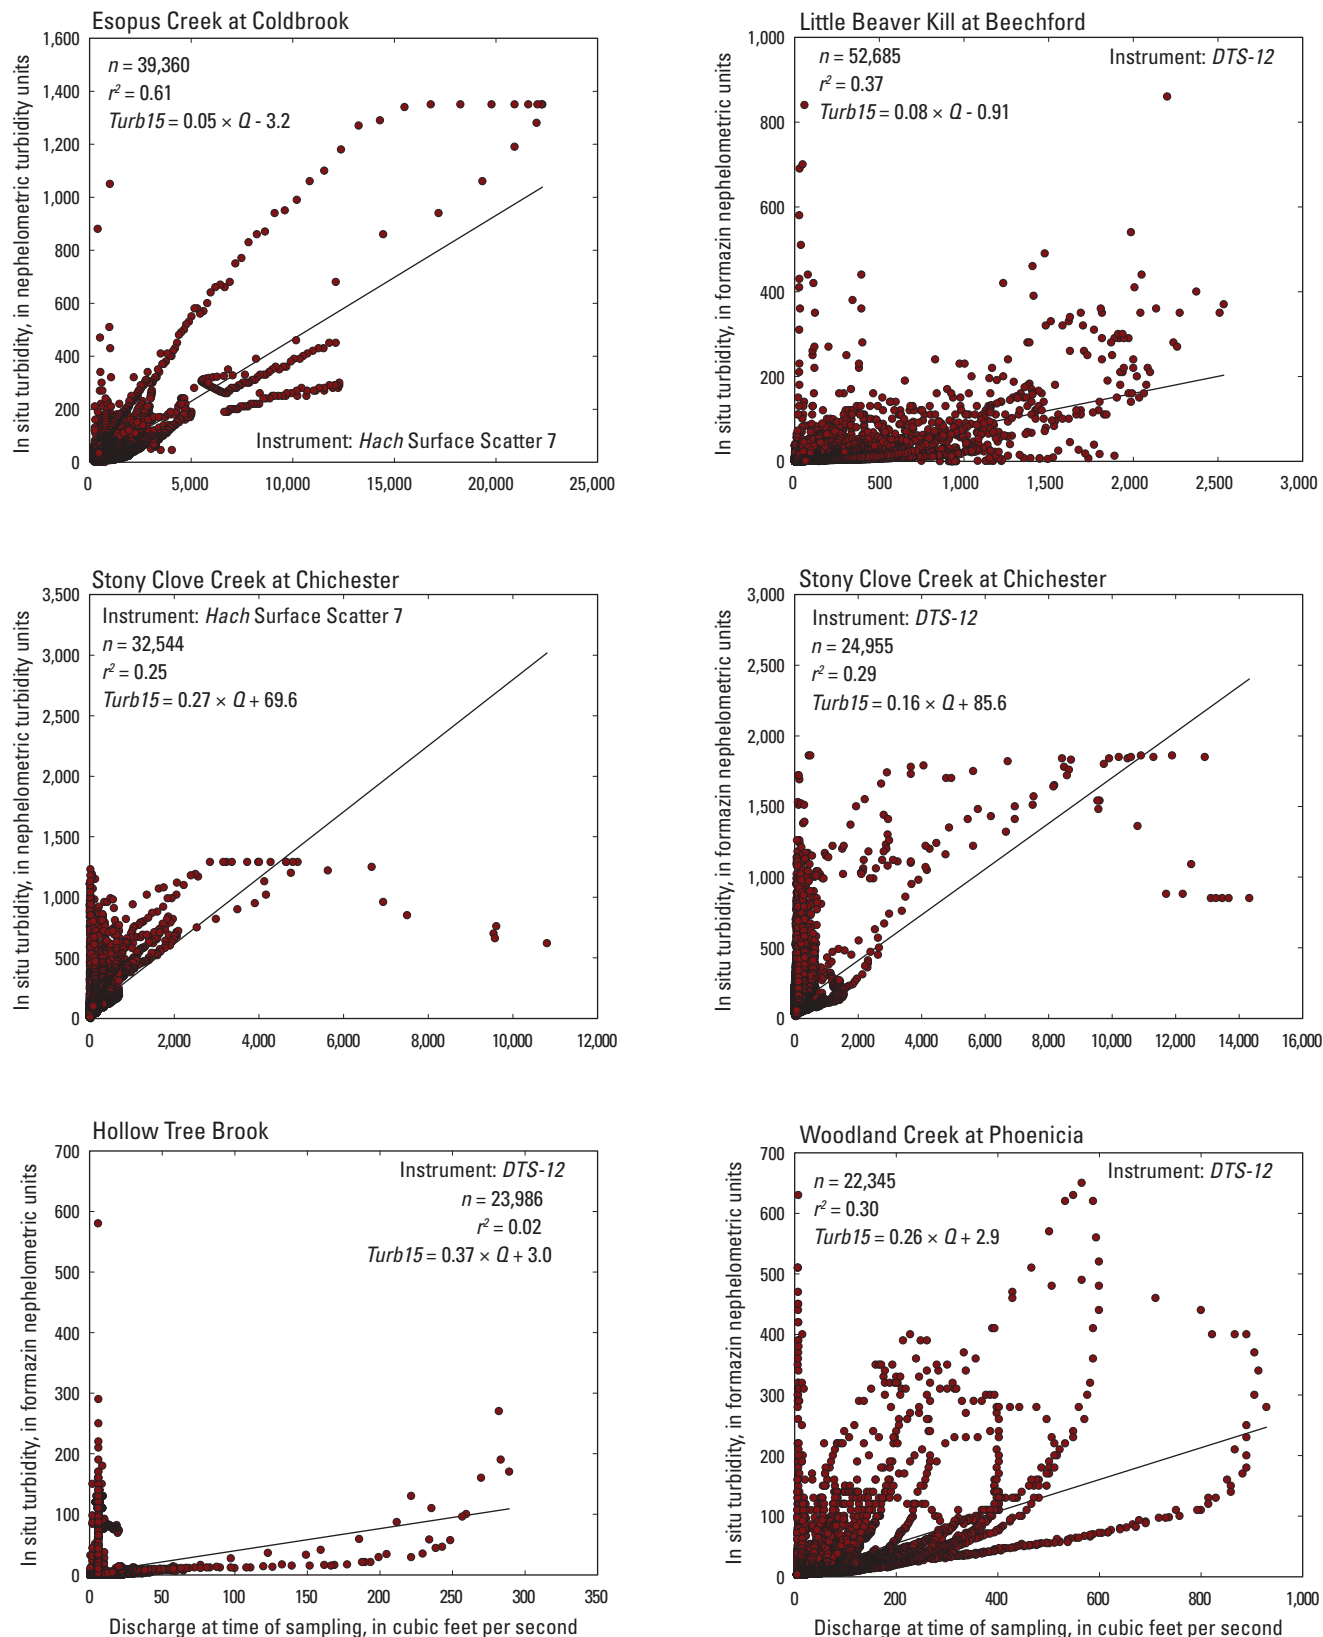 Esopus Creek at Coldbrook
In situ turbidity, in nephelometric turbidity units
1,600
1,400
1,200
1,000
800
600
400
200
0
n = 39,360
r² = 0.61
Turb15 = 0.05 × Q - 3.2
Instrument: Hach Surface Scatter 7
0 5,000 10,000 15,000 20,000 25,000
Little Beaver Kill at Beechford
In situ turbidity, in formazin nephelometric units
1,000
800
600
400
200
0
n = 52,685
r² = 0.37
Turb15 = 0.08 × Q - 0.91
Instrument: DTS-12
0 500 1,000 1,500 2,000 2,500 3,000
Stony Clove Creek at Chichester
In situ turbidity, in nephelometric turbidity units
3,500
3,000
2,500
2,000
1,500
1,000
500
0
Instrument: Hach Surface Scatter 7
n = 32,544
r² = 0.25
Turb15 = 0.27 × Q + 69.6
0 2,000 4,000 6,000 8,000 10,000 12,000
Stony Clove Creek at Chichester
In situ turbidity, in formazin nephelometric units
3,000
2,500
2,000
1,500
1,000
500
0
Instrument: DTS-12
n = 24,955
r² = 0.29
Turb15 = 0.16 × Q + 85.6
0 2,000 4,000 6,000 8,000 10,000 12,000 14,000 16,000
Hollow Tree Brook
In situ turbidity, in formazin nephelometric units
700
600
500
400
300
200
100
0
Instrument: DTS-12
n = 23,986
r² = 0.02
Turb15 = 0.37 × Q + 3.0
0 50 100 150 200 250 300 350
Discharge at time of sampling, in cubic feet per second
Woodland Creek at Phoenicia
In situ turbidity, in formazin nephelometric units
700
600
500
400
300
200
100
0
Instrument: DTS-12
n = 22,345
r² = 0.30
Turb15 = 0.26 × Q + 2.9
0 200 400 600 800 1,000
Discharge at time of sampling, in cubic feet per second